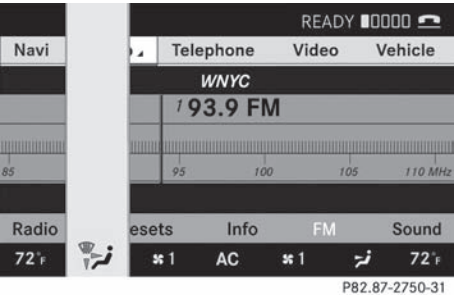 READY
Navi Telephone Video Vehicle
WNYC
1 93.9 FM
85 95 100 105 110 MHz
Radio esets Info FM Sound
72°F 1 AC 1 72°F
P82.87-2750-31